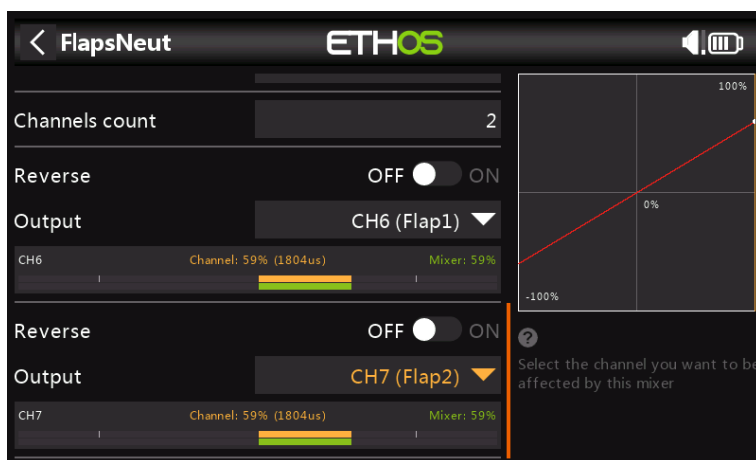 FlapsNeut
ETHOS
Channels count
2
Reverse
OFF ON
Output
CH6 (Flap1)
CH6 Channel: 59% (1804us) Mixer: 59%
Reverse
OFF ON
Output
CH7 (Flap2)
CH7 Channel: 59% (1804us) Mixer: 59%
100%
0%
-100%
?
Select the channel you want to be
affected by this mixer